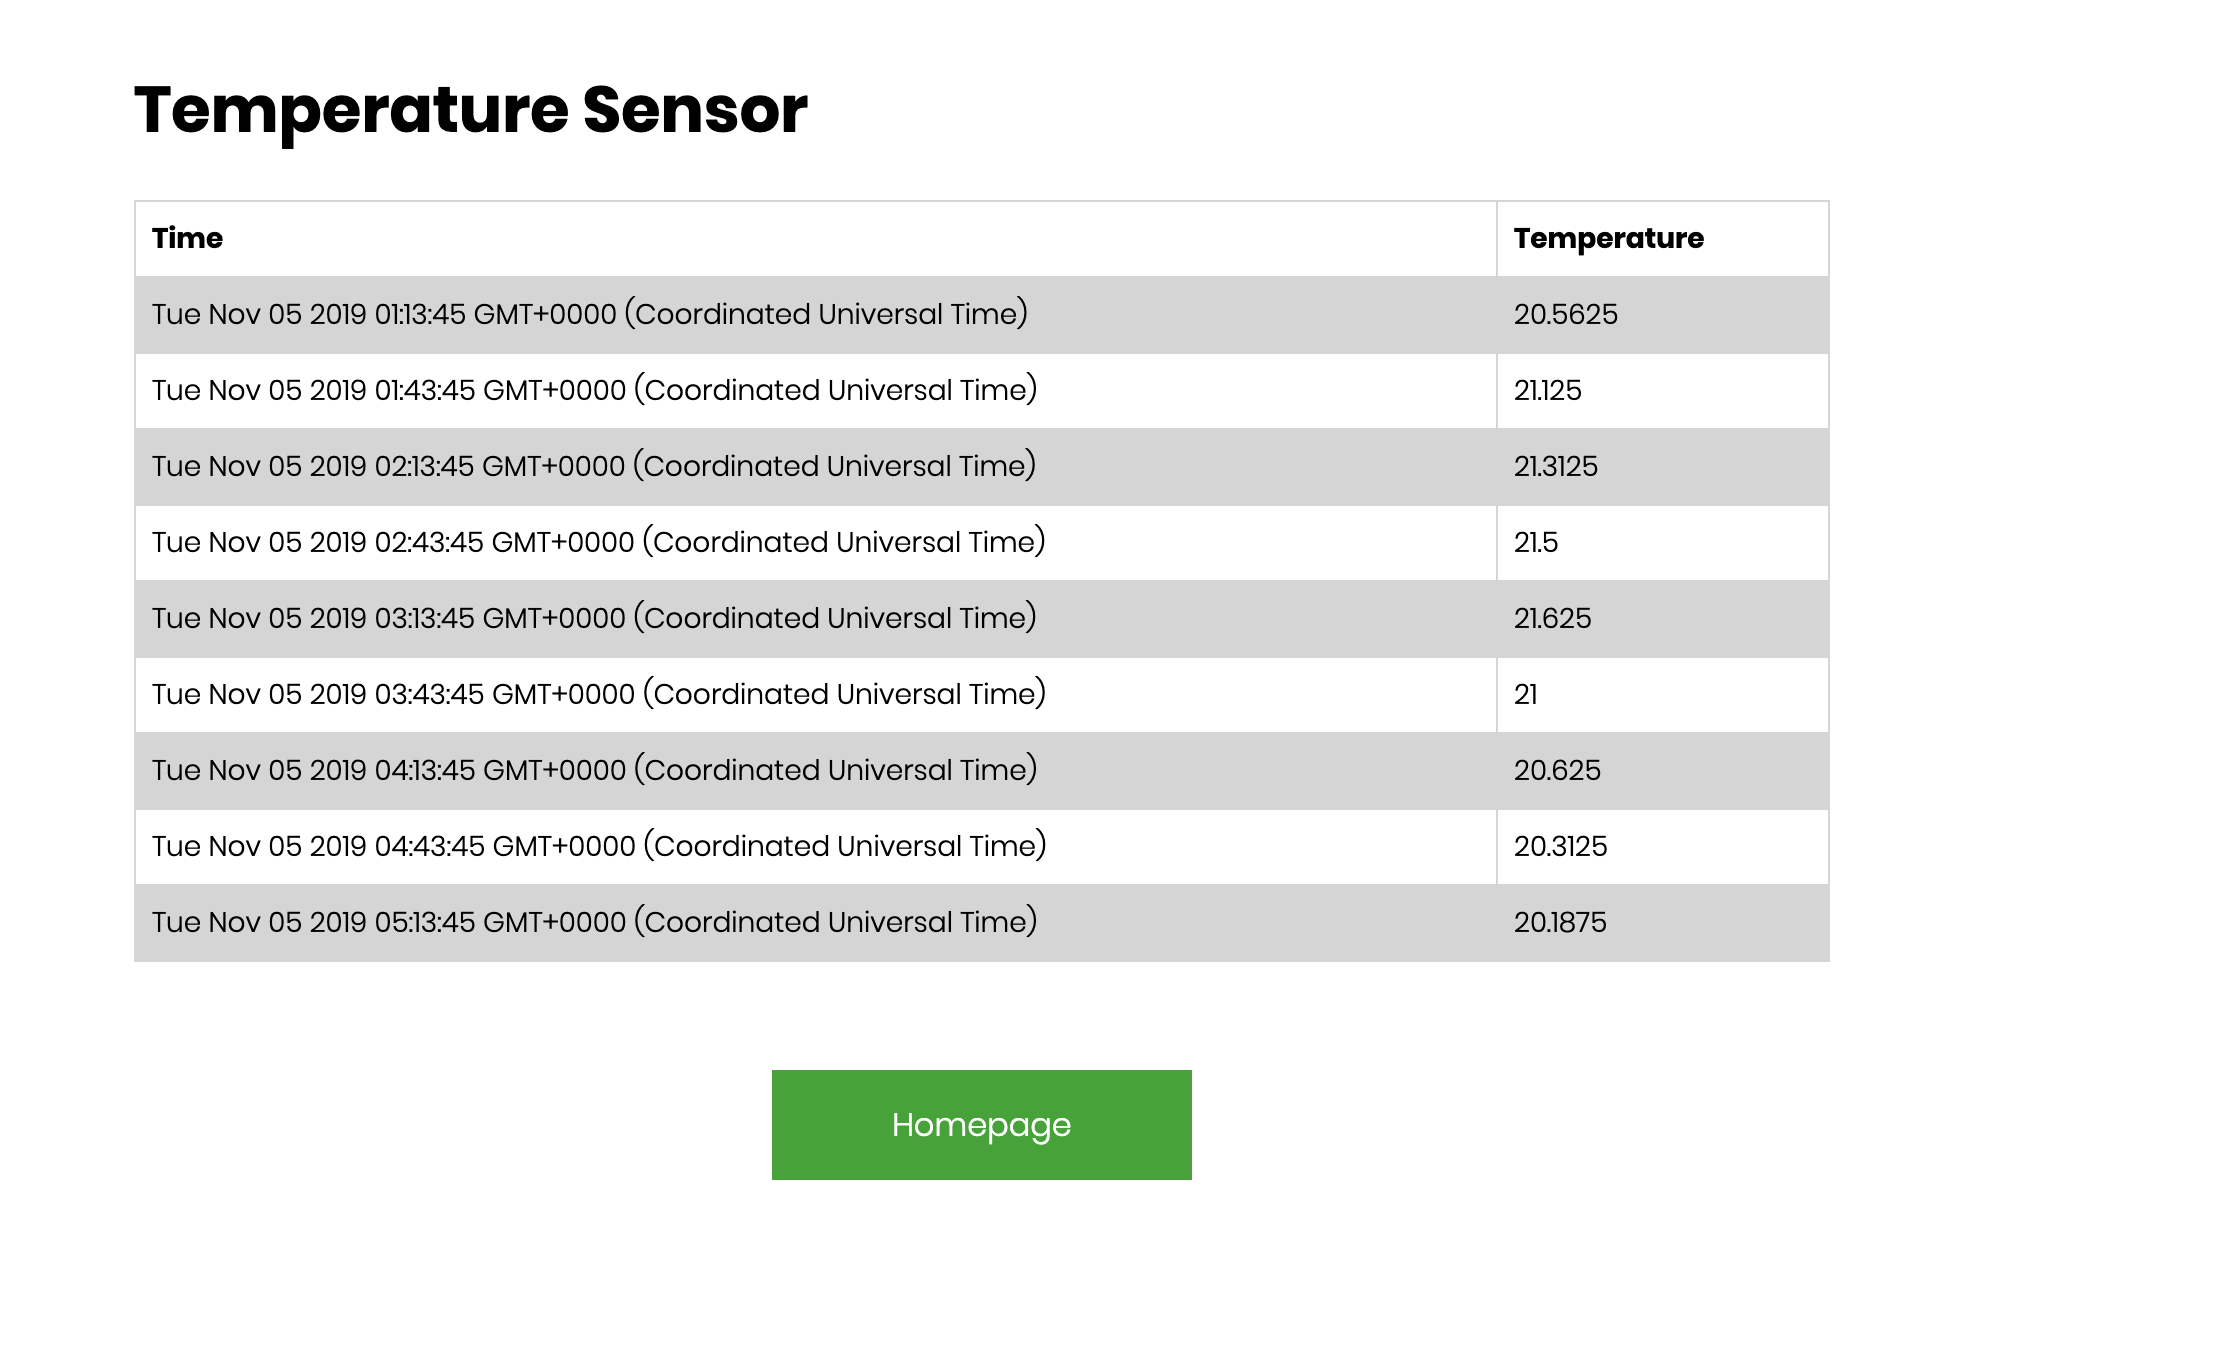 Temperature Sensor
Time Temperature
Tue Nov 05 2019 01:13:45 GMT+0000 (Coordinated Universal Time) 20.5625
Tue Nov 05 2019 01:43:45 GMT+0000 (Coordinated Universal Time) 21.125
Tue Nov 05 2019 02:13:45 GMT+0000 (Coordinated Universal Time) 21.3125
Tue Nov 05 2019 02:43:45 GMT+0000 (Coordinated Universal Time) 21.5
Tue Nov 05 2019 03:13:45 GMT+0000 (Coordinated Universal Time) 21.625
Tue Nov 05 2019 03:43:45 GMT+0000 (Coordinated Universal Time) 21
Tue Nov 05 2019 04:13:45 GMT+0000 (Coordinated Universal Time) 20.625
Tue Nov 05 2019 04:43:45 GMT+0000 (Coordinated Universal Time) 20.3125
Tue Nov 05 2019 05:13:45 GMT+0000 (Coordinated Universal Time) 20.1875
Homepage